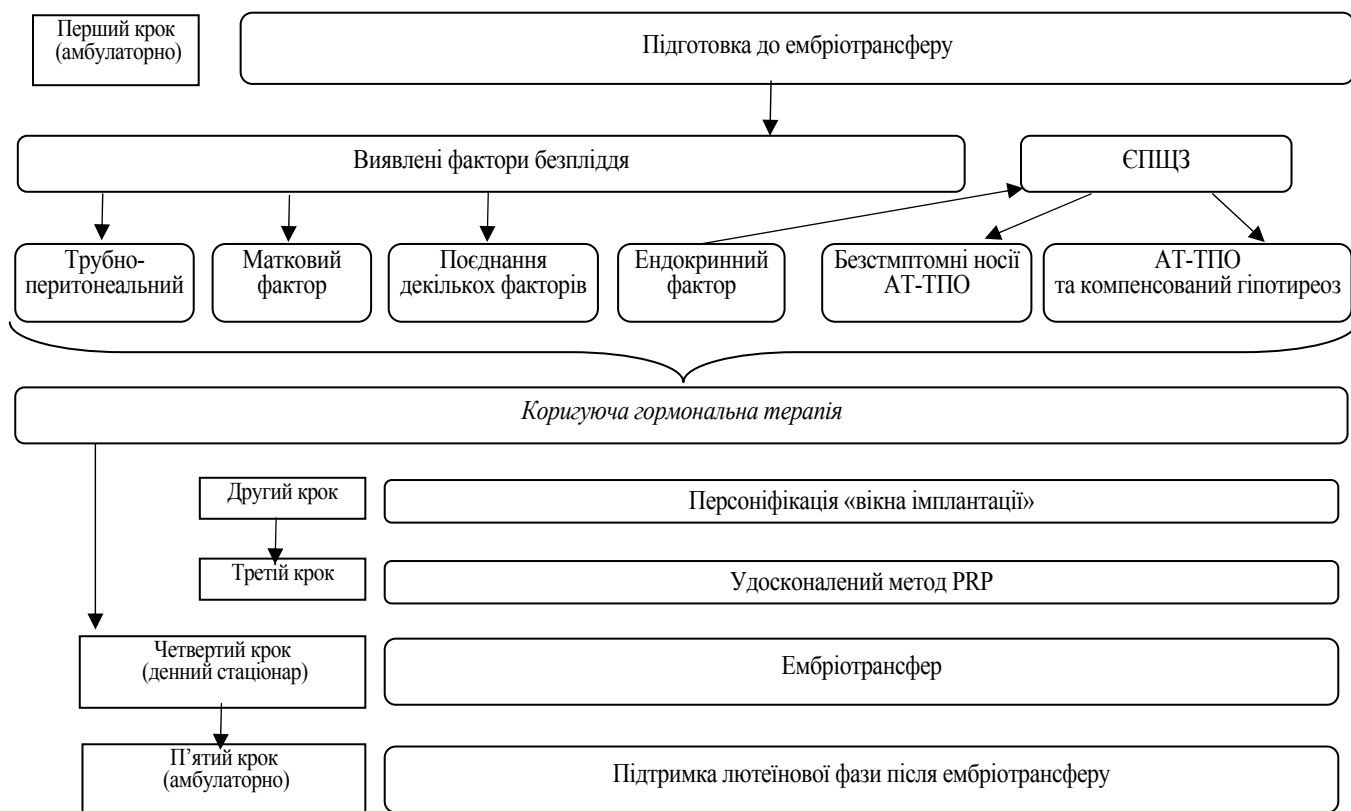 Перший крок
(амбулаторно)
Підготовка до ембріотрансферу
Виявлені фактори безпліддя
ЄПЩЗ
Трубно-
перитонеальний
Матковий
фактор
Поєднання
декількох факторів
Ендокринний
фактор
Безстмптомні носії
АТ-ТПО
АТ-ТПО
та компенсований гіпотиреоз
Коригуюча гормональна терапія
Другий крок
Персоніфікація «вікна імплантації»
Третій крок
Удосконалений метод PRP
Четвертий крок
(денний стаціонар)
Ембріотрансфер
П’ятий крок
(амбулаторно)
Підтримка лютеїнової фази після ембріотрансферу